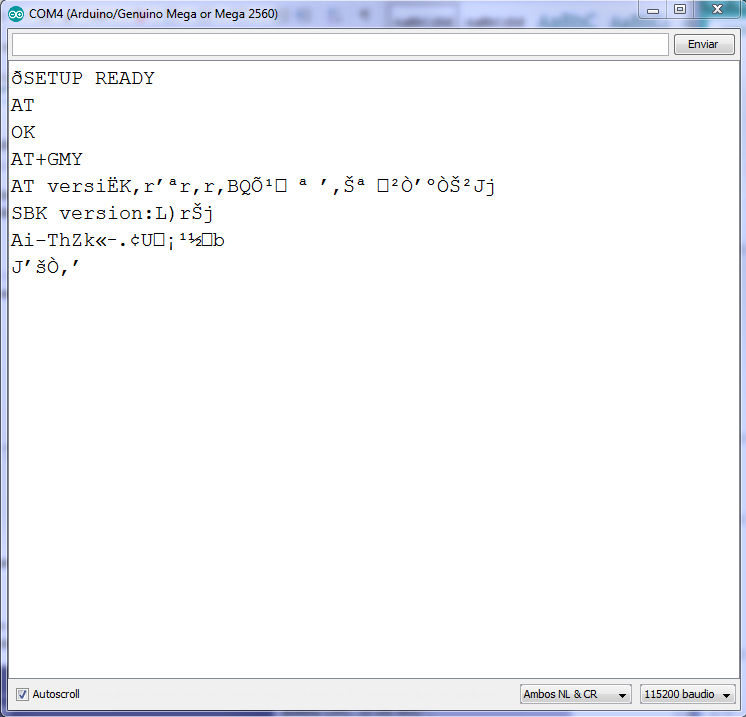 COM4 (Arduino/Genuino Mega or Mega 2560)
Enviar
ðSETUP READY
AT
OK
AT+GMY
AT versiËK,r’ªr,r,BQÕ¹□ ª ’,Šª □²Ò’ºÒŠ²Jj
SBK version:L)rŠj
Ai-ThZk«-.¢U□¡¹½□b
J’šÒ,’
Autoscroll
Ambos NL & CR
115200 baudio